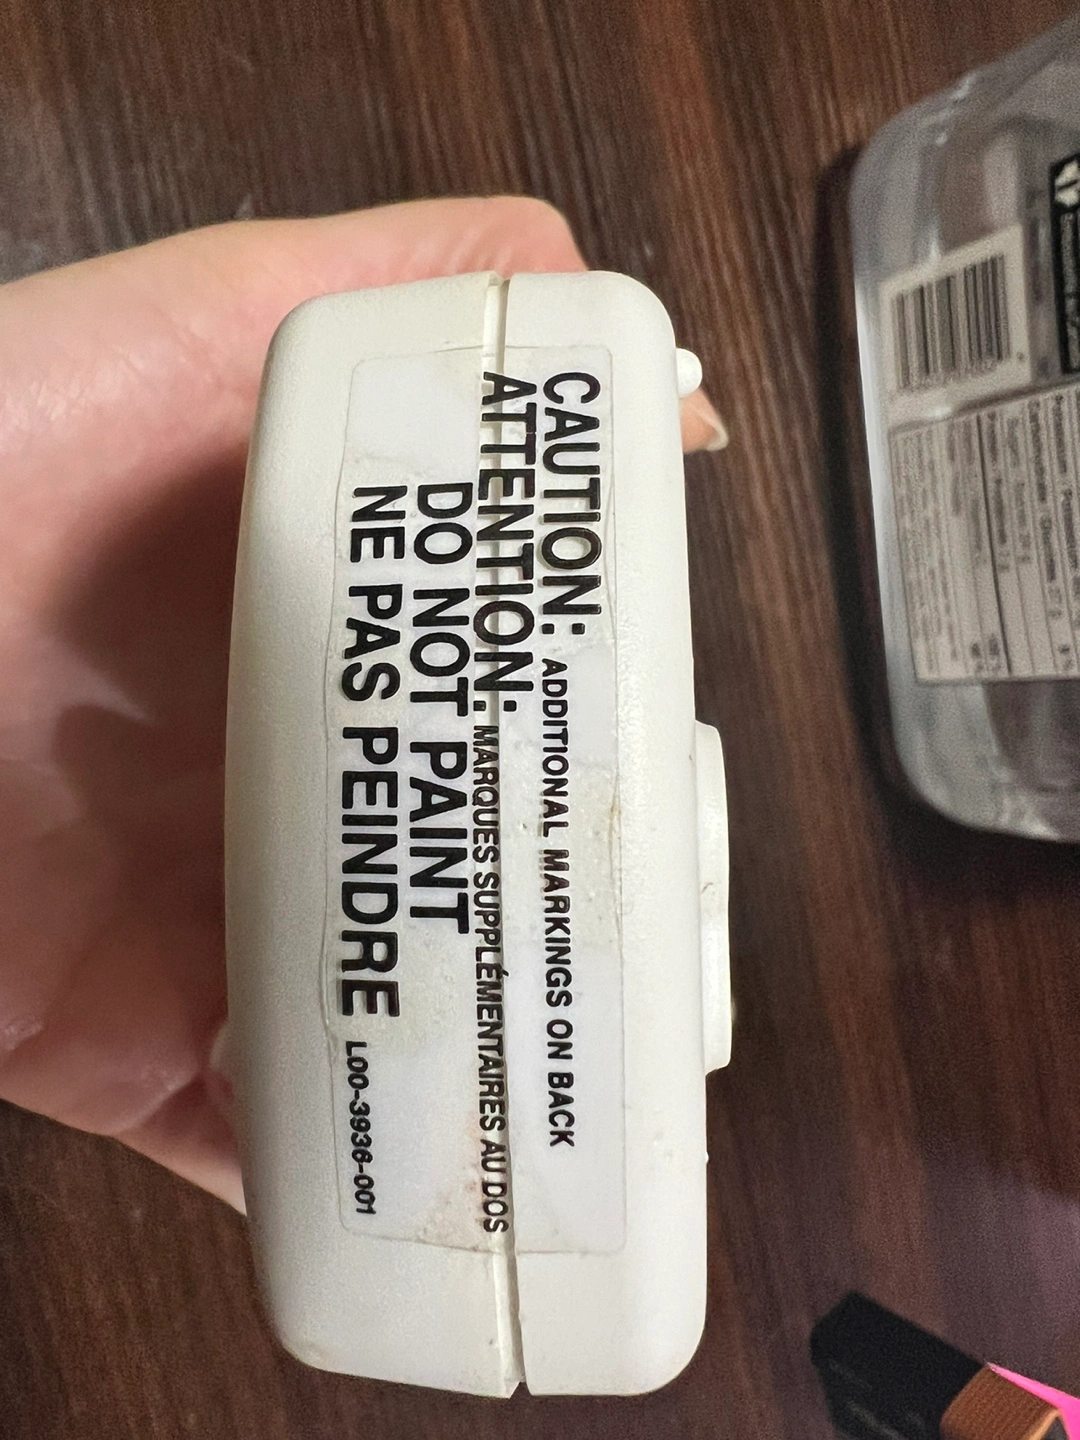 CAUTION: ADDITIONAL MARKINGS ON BACK
ATTENTION: MARQUES SUPPLÉMENTAIRES AU DOS
DO NOT PAINT
NE PAS PEINDRE L00-3936-001